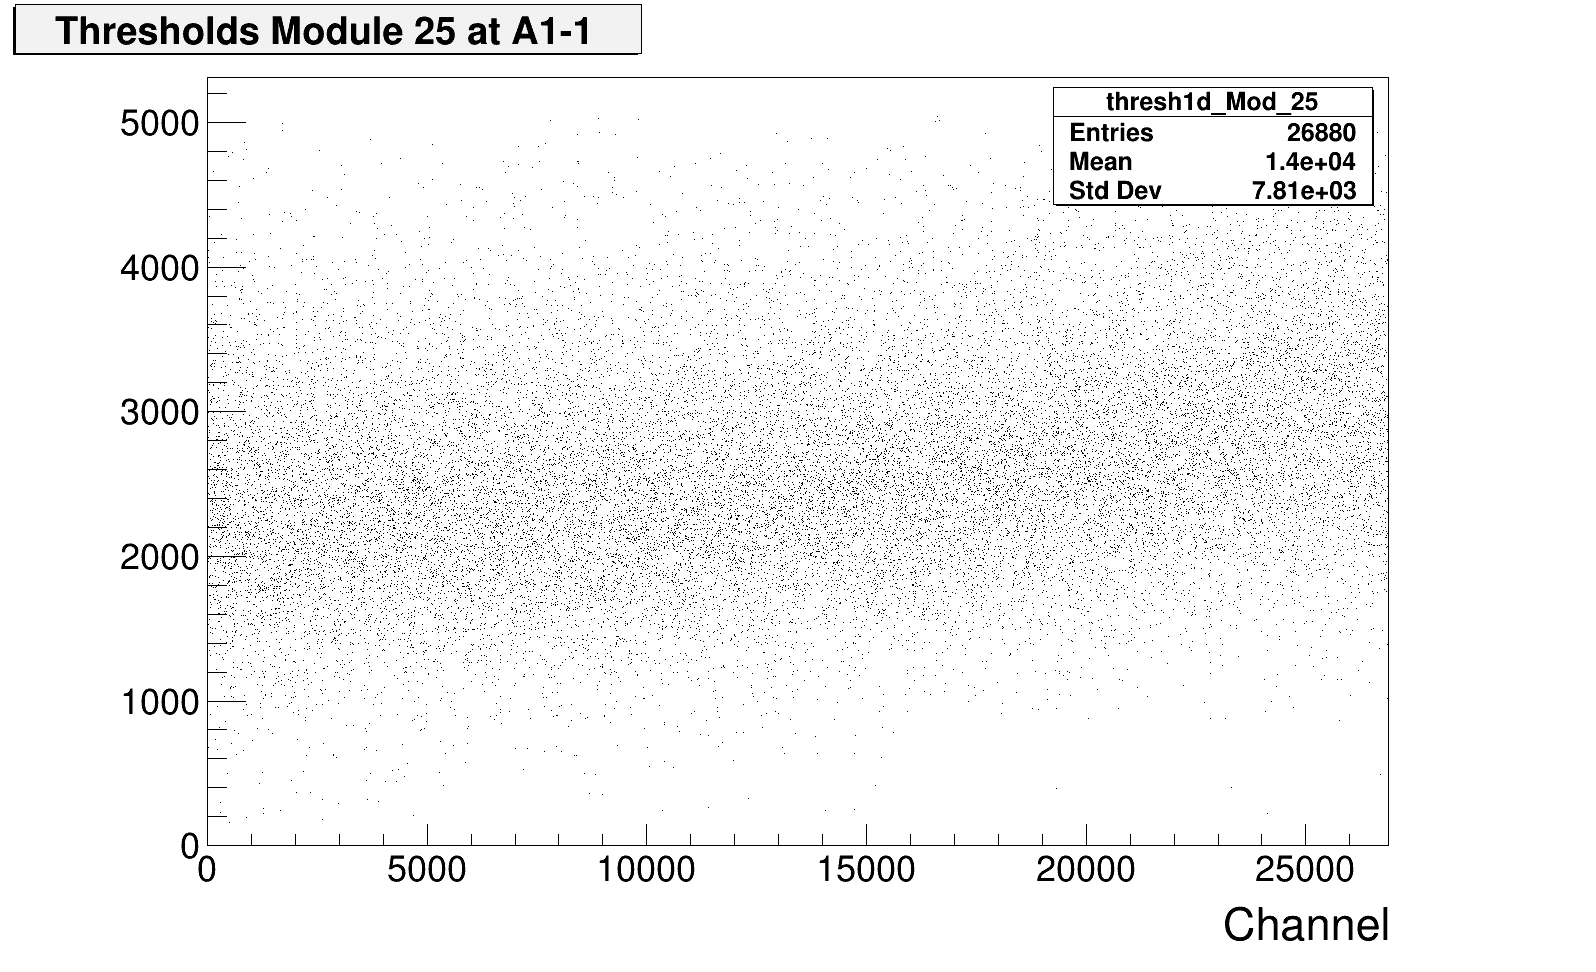 Thresholds Module 25 at A1-1
thresh1d_Mod_25
Entries 26880
Mean 1.4e+04
Std Dev 7.81e+03
5000
4000
3000
2000
1000
0
0 5000 10000 15000 20000 25000
Channel